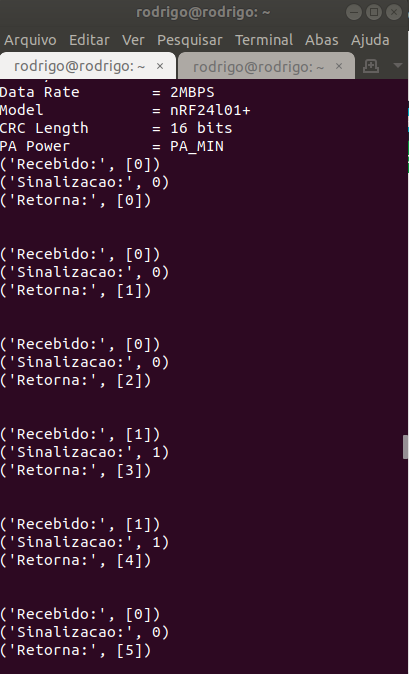 rodrigo@rodrigo: ~
Arquivo Editar Ver Pesquisar Terminal Abas Ajuda
rodrigo@rodrigo: ~ × rodrigo@rodrigo: ~ ×
Data Rate = 2MBPS
Model = nRF24l01+
CRC Length = 16 bits
PA Power = PA_MIN
('Recebido:', [0])
('Sinalizacao:', 0)
('Retorna:', [0])
('Recebido:', [0])
('Sinalizacao:', 0)
('Retorna:', [1])
('Recebido:', [0])
('Sinalizacao:', 0)
('Retorna:', [2])
('Recebido:', [1])
('Sinalizacao:', 1)
('Retorna:', [3])
('Recebido:', [1])
('Sinalizacao:', 1)
('Retorna:', [4])
('Recebido:', [0])
('Sinalizacao:', 0)
('Retorna:', [5])